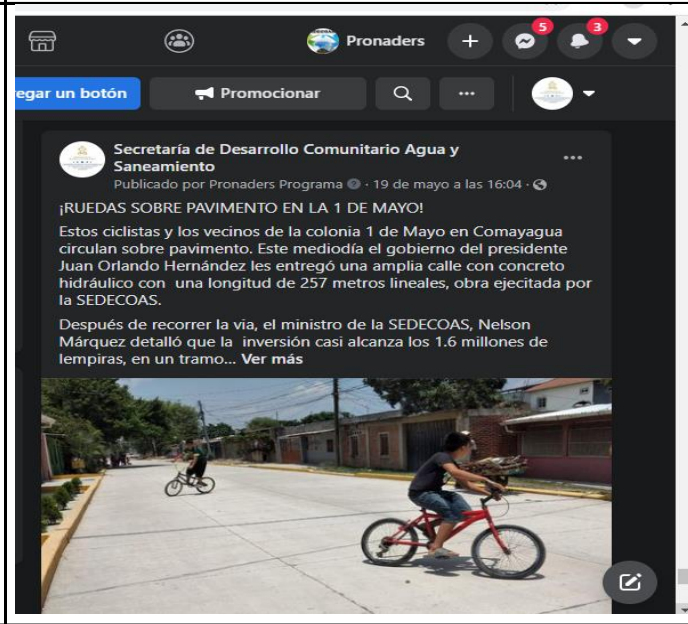 5
3
Pronaders
egar un botón
Promocionar
Secretaría de Desarrollo Comunitario Agua y
Saneamiento
Publicado por Pronaders Programa · 19 de mayo a las 16:04 ·
¡RUEDAS SOBRE PAVIMENTO EN LA 1 DE MAYO!
Estos ciclistas y los vecinos de la colonia 1 de Mayo en Comayagua
circulan sobre pavimento. Este mediodía el gobierno del presidente
Juan Orlando Hernández les entregó una amplia calle con concreto
hidráulico con una longitud de 257 metros lineales, obra ejecitada por
la SEDECOAS.
Después de recorrer la via, el ministro de la SEDECOAS, Nelson
Márquez detalló que la inversión casi alcanza los 1.6 millones de
lempiras, en un tramo... Ver más